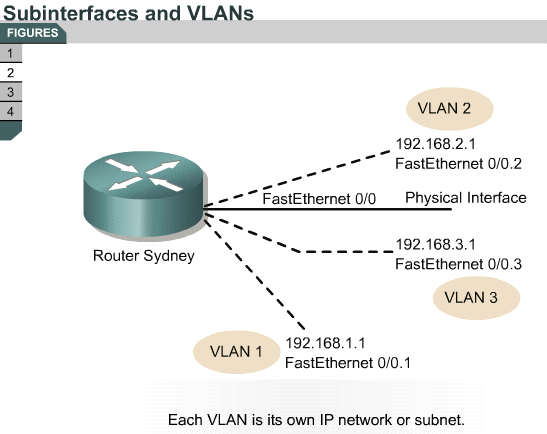 Subinterfaces and VLANs
FIGURES
1
2
3
4
VLAN 2
192.168.2.1
FastEthernet 0/0.2
FastEthernet 0/0
Physical Interface
192.168.3.1
FastEthernet 0/0.3
Router Sydney
VLAN 3
VLAN 1
192.168.1.1
FastEthernet 0/0.1
Each VLAN is its own IP network or subnet.